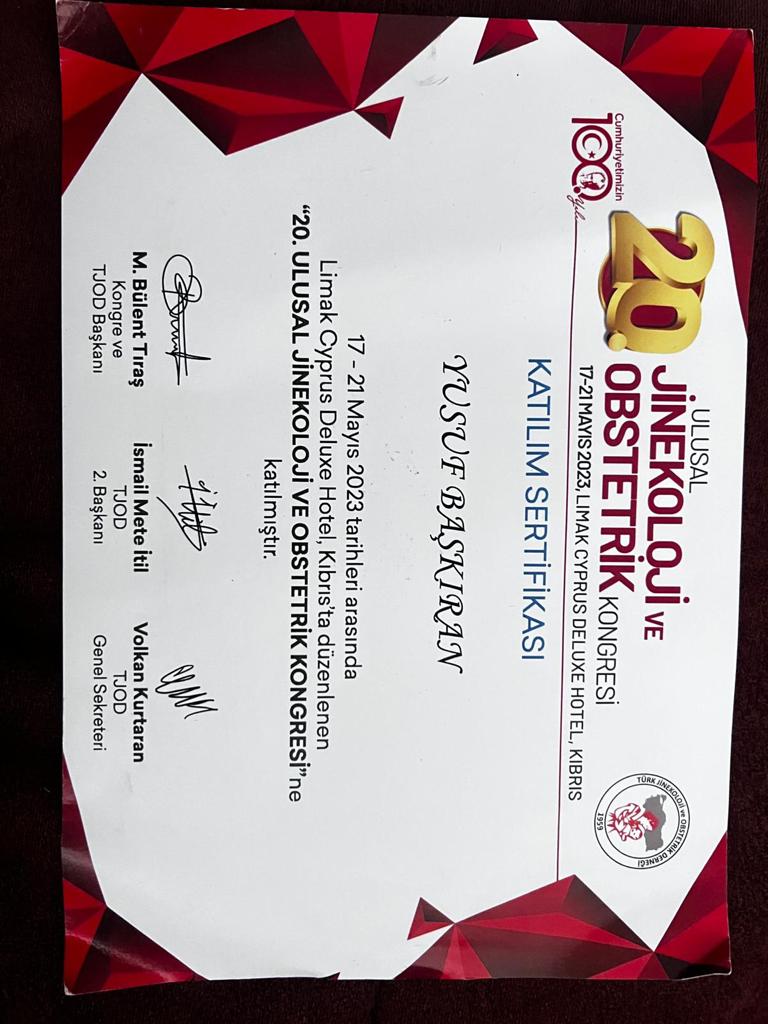 Cumhuriyetimizin
100.
Yılı
20.
ULUSAL
JİNEKOLOJİ VE
OBSTETRİK KONGRESİ
17-21 MAYIS 2023, LIMAK CYPRUS DELUXE HOTEL, KIBRIS
TÜRK JİNEKOLOJİ ve OBSTETRİK DERNEĞİ
1959
KATILIM SERTİFİKASI
YUSUF BAŞKIRAN
17 - 21 Mayıs 2023 tarihleri arasında
Limak Cyprus Deluxe Hotel, Kıbrıs'ta düzenlenen
"20. ULUSAL JİNEKOLOJİ VE OBSTETRİK KONGRESİ"ne
katılmıştır.
M. Bülent Tıraş
Kongre ve
TJOD Başkanı
İsmail Mete İtil
TJOD
2. Başkanı
Volkan Kurtaran
TJOD
Genel Sekreteri